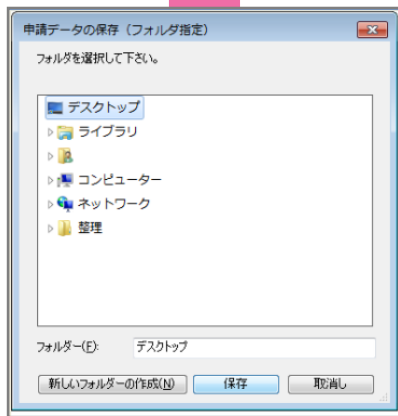 申請データの保存（フォルダ指定）
フォルダを選択して下さい。
デスクトップ
ライブラリ
コンピューター
ネットワーク
整理
フォルダー(F): デスクトップ
新しいフォルダーの作成(N) 保存 取消し